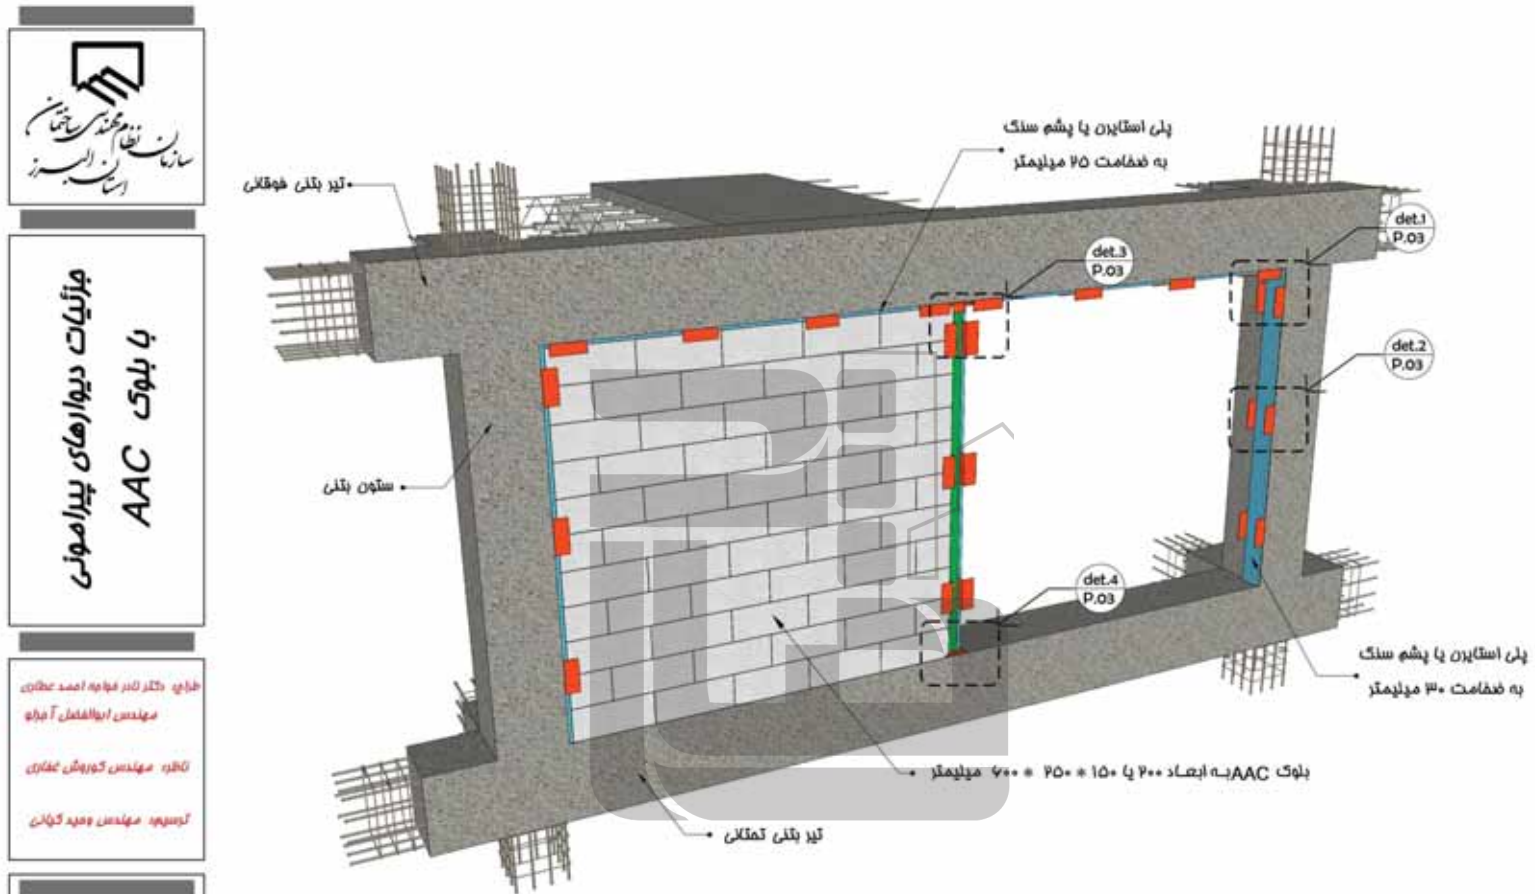 سازمان نظام مهندسی ساختمان
استان البرز
جزئیات دیوارهای پیرامونی
با بلوک AAC
طراح: دکتر نادر خواجه احمد عطاری
مهندس ابوالفضل آجرلو
ناظر: مهندس کوروش غفاری
ترسیم: مهندس وحید کیانی
پلی استایرن یا پشم سنگ
به ضخامت ۲۵ میلیمتر
تیر بتنی فوقانی
det.1
P.03
det.3
P.03
det.2
P.03
ستون بتنی
det.4
P.03
پلی استایرن یا پشم سنگ
به ضخامت ۳۰ میلیمتر
بلوک AAC به ابعاد ۲۰۰ یا ۱۵۰ * ۲۵۰ * ۶۰۰ میلیمتر
تیر بتنی تحتانی